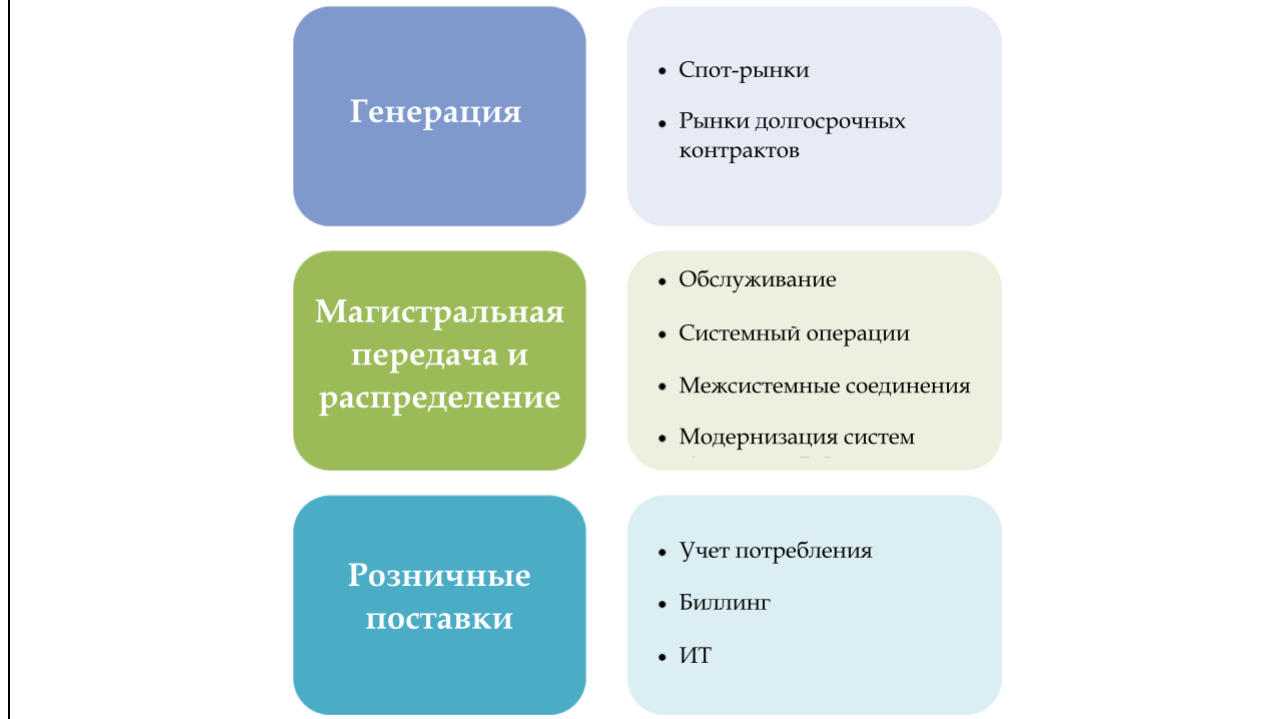 Генерация
• Спот-рынки
• Рынки долгосрочных
контрактов
Магистральная
передача и
распределение
• Обслуживание
• Системный операции
• Межсистемные соединения
• Модернизация систем
Розничные
поставки
• Учет потребления
• Биллинг
• ИТ